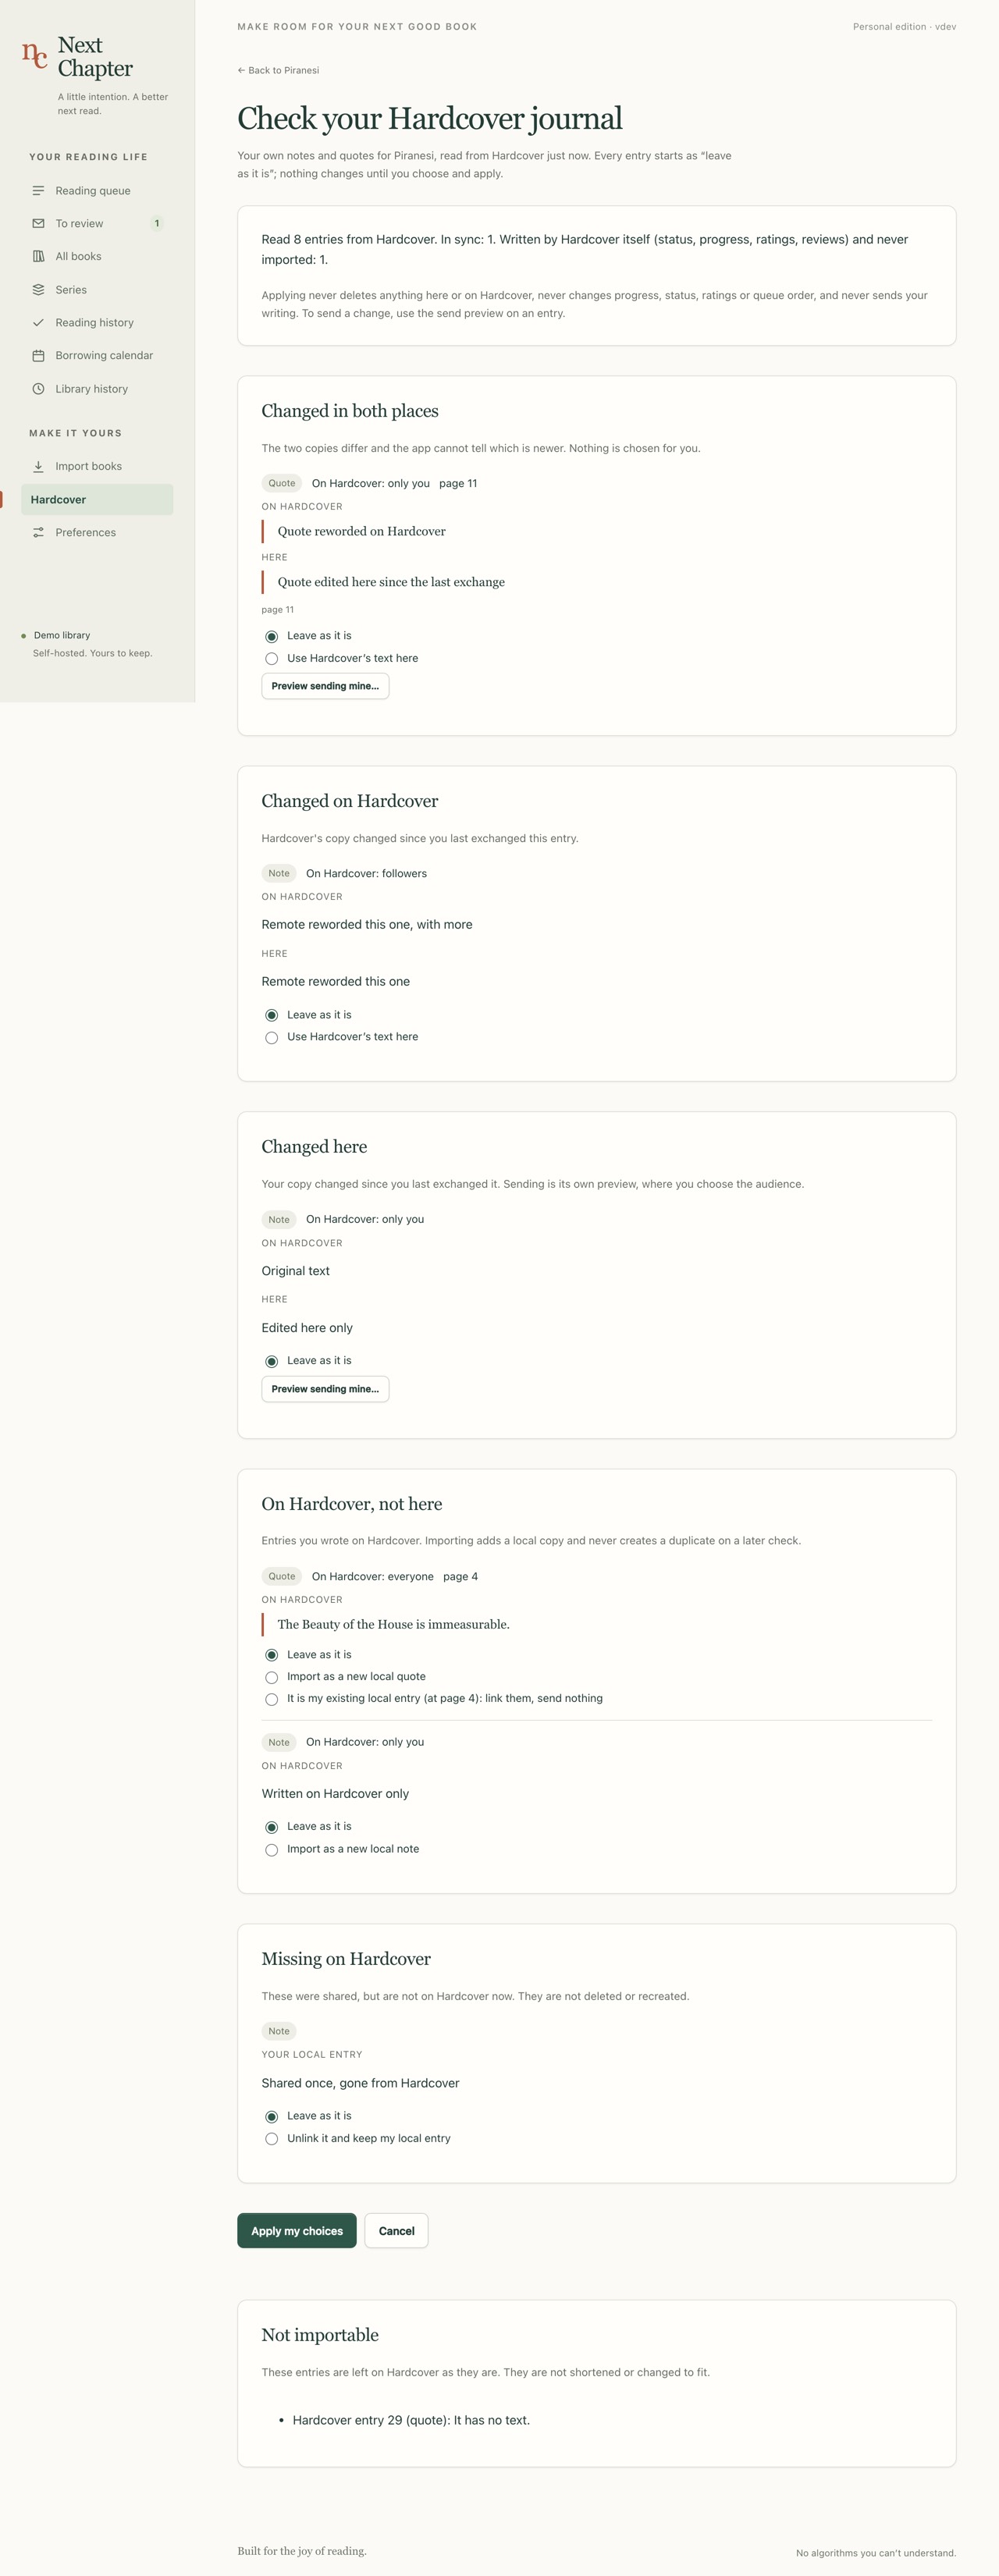 nc
Next
Chapter
A little intention. A better
next read.
YOUR READING LIFE
Reading queue
To review 1
All books
Series
Reading history
Borrowing calendar
Library history
MAKE IT YOURS
Import books
Hardcover
Preferences
Demo library
Self-hosted. Yours to keep.
MAKE ROOM FOR YOUR NEXT GOOD BOOK
Personal edition · vdev
← Back to Piranesi
Check your Hardcover journal
Your own notes and quotes for Piranesi, read from Hardcover just now. Every entry starts as “leave
as it is”; nothing changes until you choose and apply.
Read 8 entries from Hardcover. In sync: 1. Written by Hardcover itself (status, progress, ratings, reviews) and never
imported: 1.
Applying never deletes anything here or on Hardcover, never changes progress, status, ratings or queue order, and never sends your
writing. To send a change, use the send preview on an entry.
Changed in both places
The two copies differ and the app cannot tell which is newer. Nothing is chosen for you.
Quote On Hardcover: only you page 11
ON HARDCOVER
Quote reworded on Hardcover
HERE
Quote edited here since the last exchange
page 11
Leave as it is
Use Hardcover’s text here
Preview sending mine...
Changed on Hardcover
Hardcover's copy changed since you last exchanged this entry.
Note On Hardcover: followers
ON HARDCOVER
Remote reworded this one, with more
HERE
Remote reworded this one
Leave as it is
Use Hardcover’s text here
Changed here
Your copy changed since you last exchanged it. Sending is its own preview, where you choose the audience.
Note On Hardcover: only you
ON HARDCOVER
Original text
HERE
Edited here only
Leave as it is
Preview sending mine...
On Hardcover, not here
Entries you wrote on Hardcover. Importing adds a local copy and never creates a duplicate on a later check.
Quote On Hardcover: everyone page 4
ON HARDCOVER
The Beauty of the House is immeasurable.
Leave as it is
Import as a new local quote
It is my existing local entry (at page 4): link them, send nothing
Note On Hardcover: only you
ON HARDCOVER
Written on Hardcover only
Leave as it is
Import as a new local note
Missing on Hardcover
These were shared, but are not on Hardcover now. They are not deleted or recreated.
Note
YOUR LOCAL ENTRY
Shared once, gone from Hardcover
Leave as it is
Unlink it and keep my local entry
Apply my choices Cancel
Not importable
These entries are left on Hardcover as they are. They are not shortened or changed to fit.
• Hardcover entry 29 (quote): It has no text.
Built for the joy of reading.
No algorithms you can’t understand.